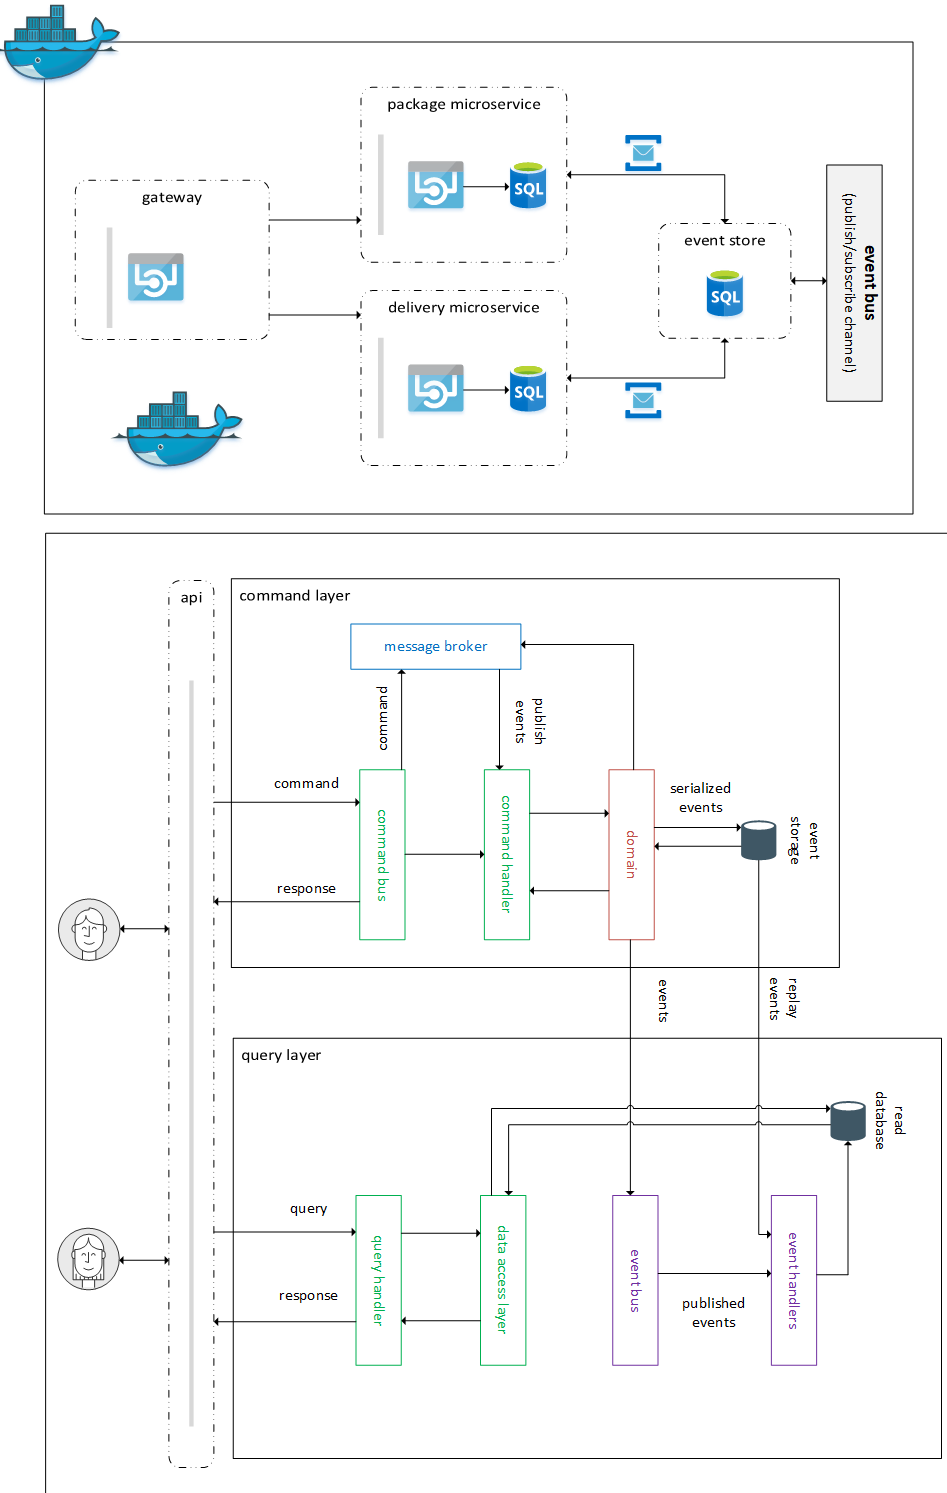 package microservice
SQL
gateway
event store
SQL
event bus
(publish/subscribe channel)
delivery microservice
SQL
api
command layer
message broker
command
publish
events
command
serialized
events
event
storage
command bus
command handler
domain
response
events
replay
events
query layer
read
database
query
query handler
data access layer
event bus
event handlers
response
published
events